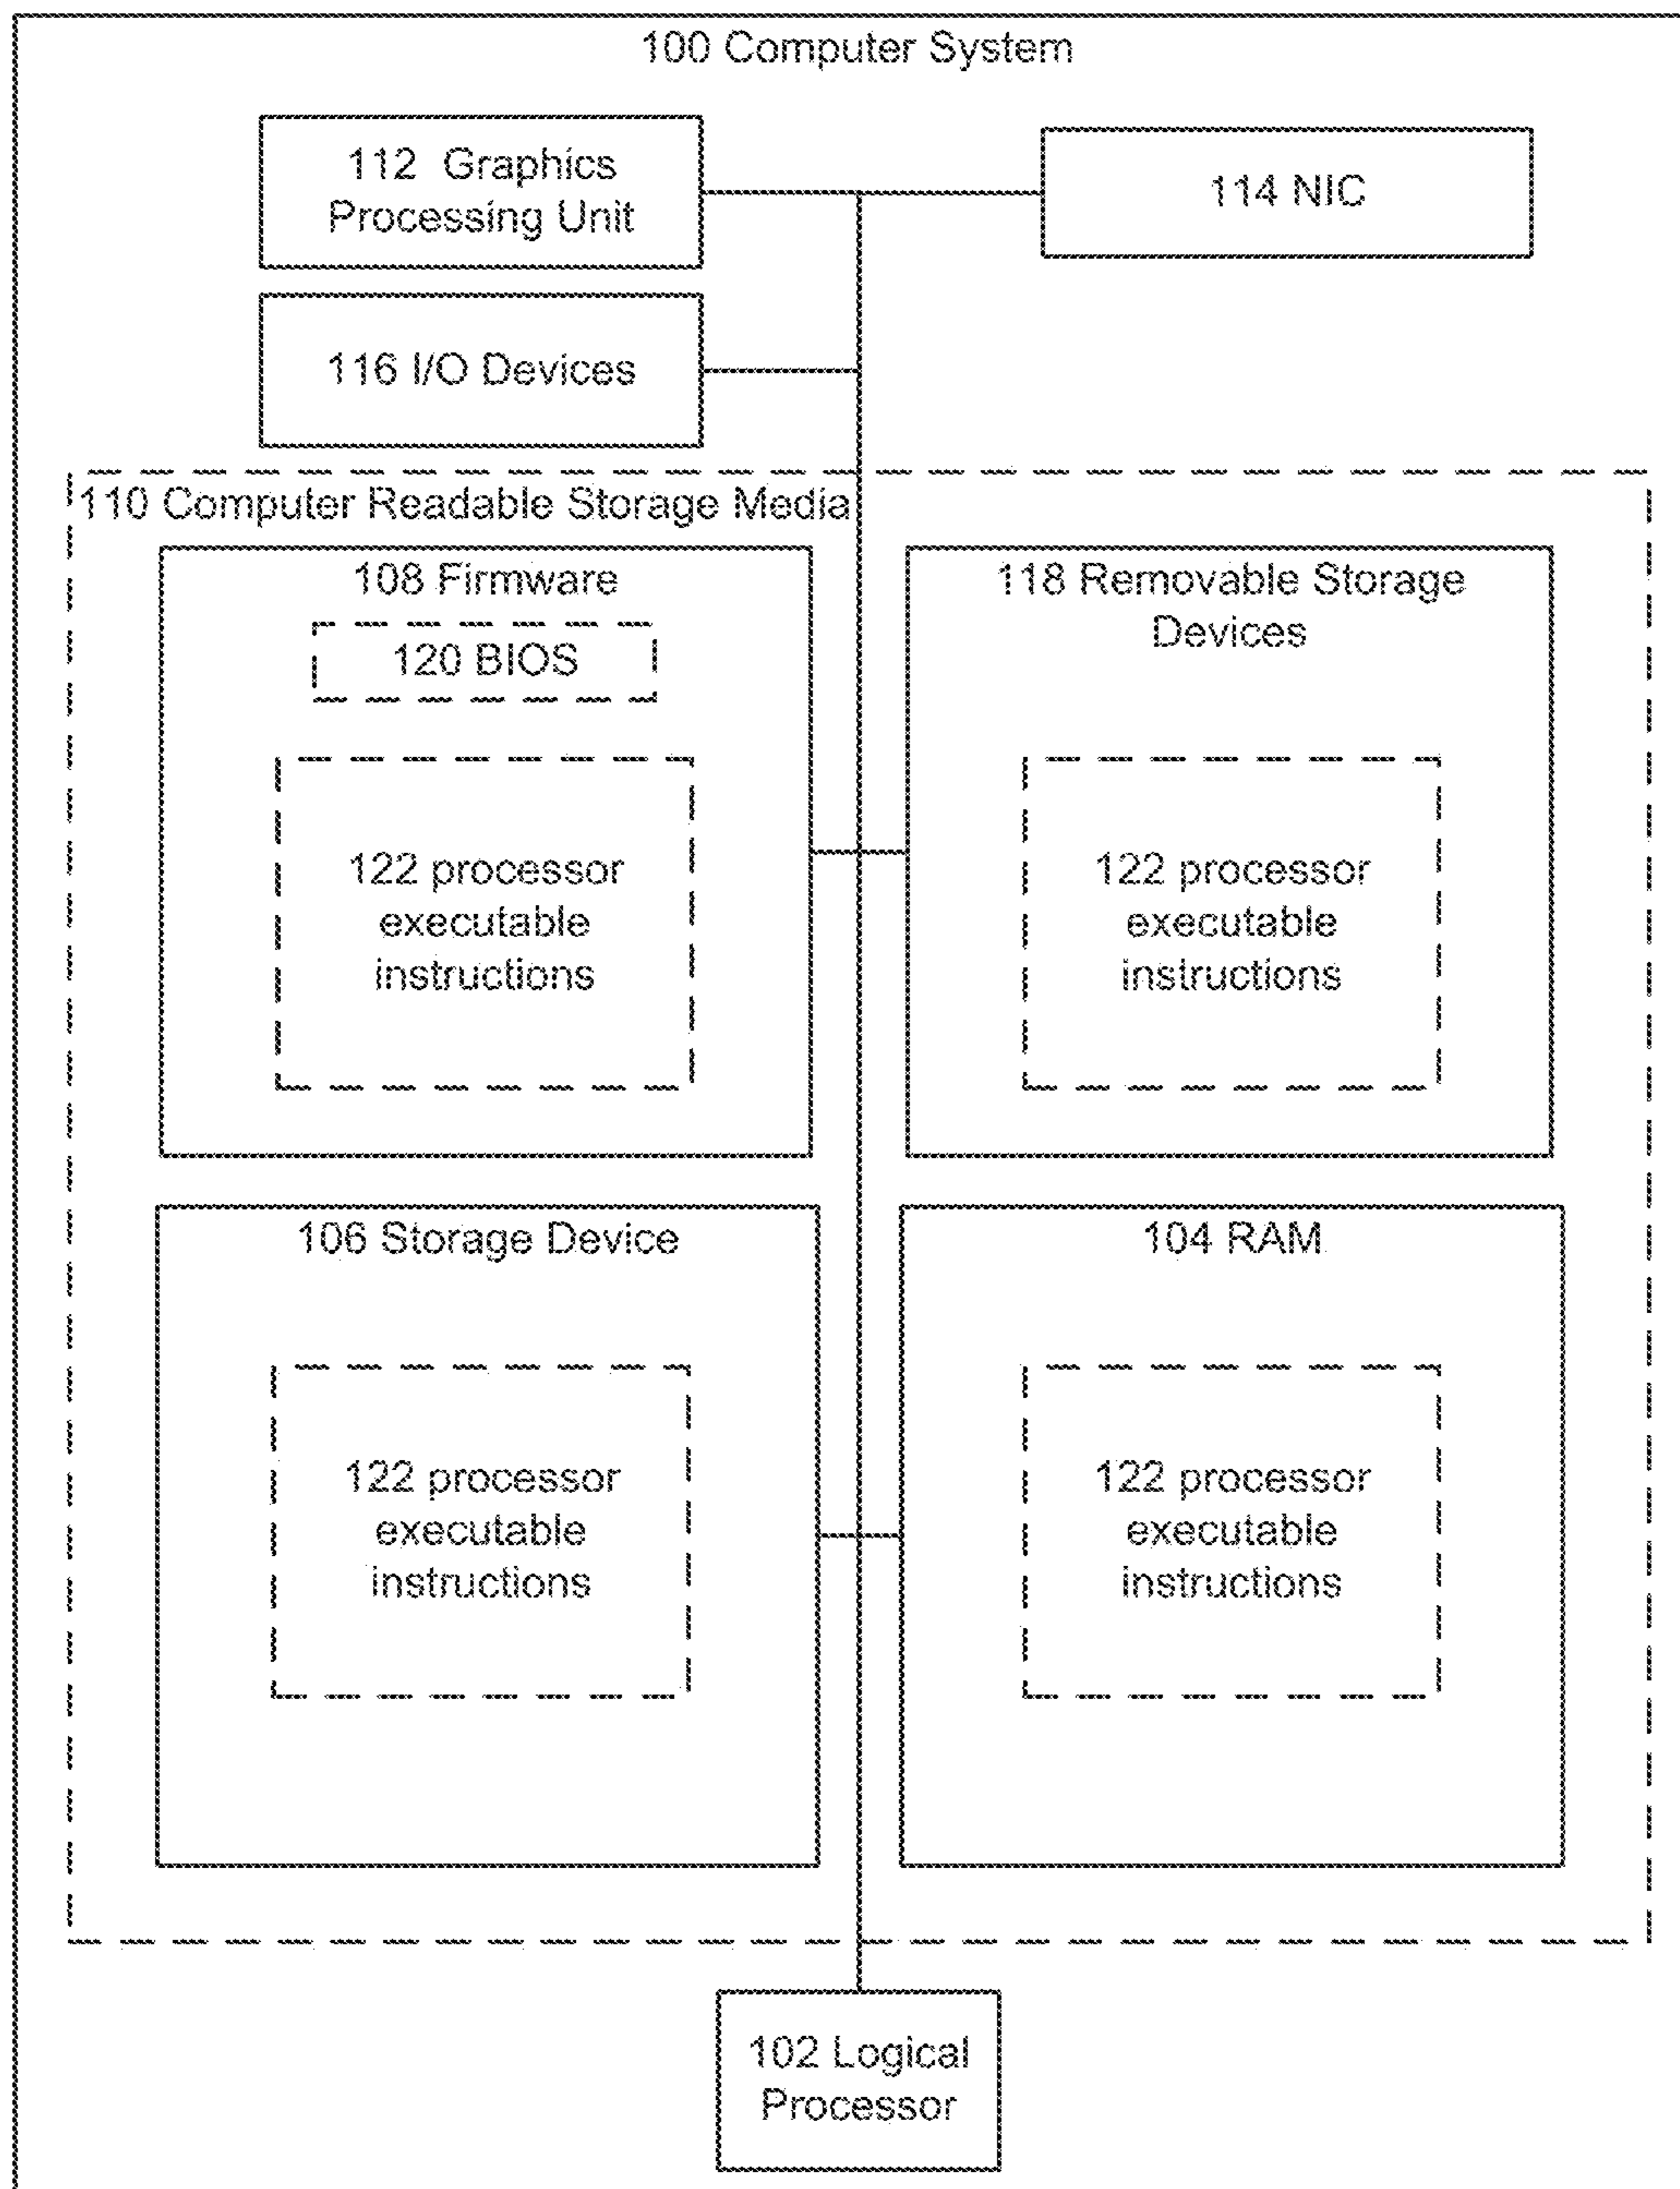 100 Computer System
112 Graphics
Processing Unit
114 NIC
116 I/O Devices
110 Computer Readable Storage Media
108 Firmware
120 BIOS
122 processor
executable
instructions
118 Removable Storage
Devices
122 processor
executable
instructions
106 Storage Device
122 processor
executable
instructions
104 RAM
122 processor
executable
instructions
102 Logical
Processor